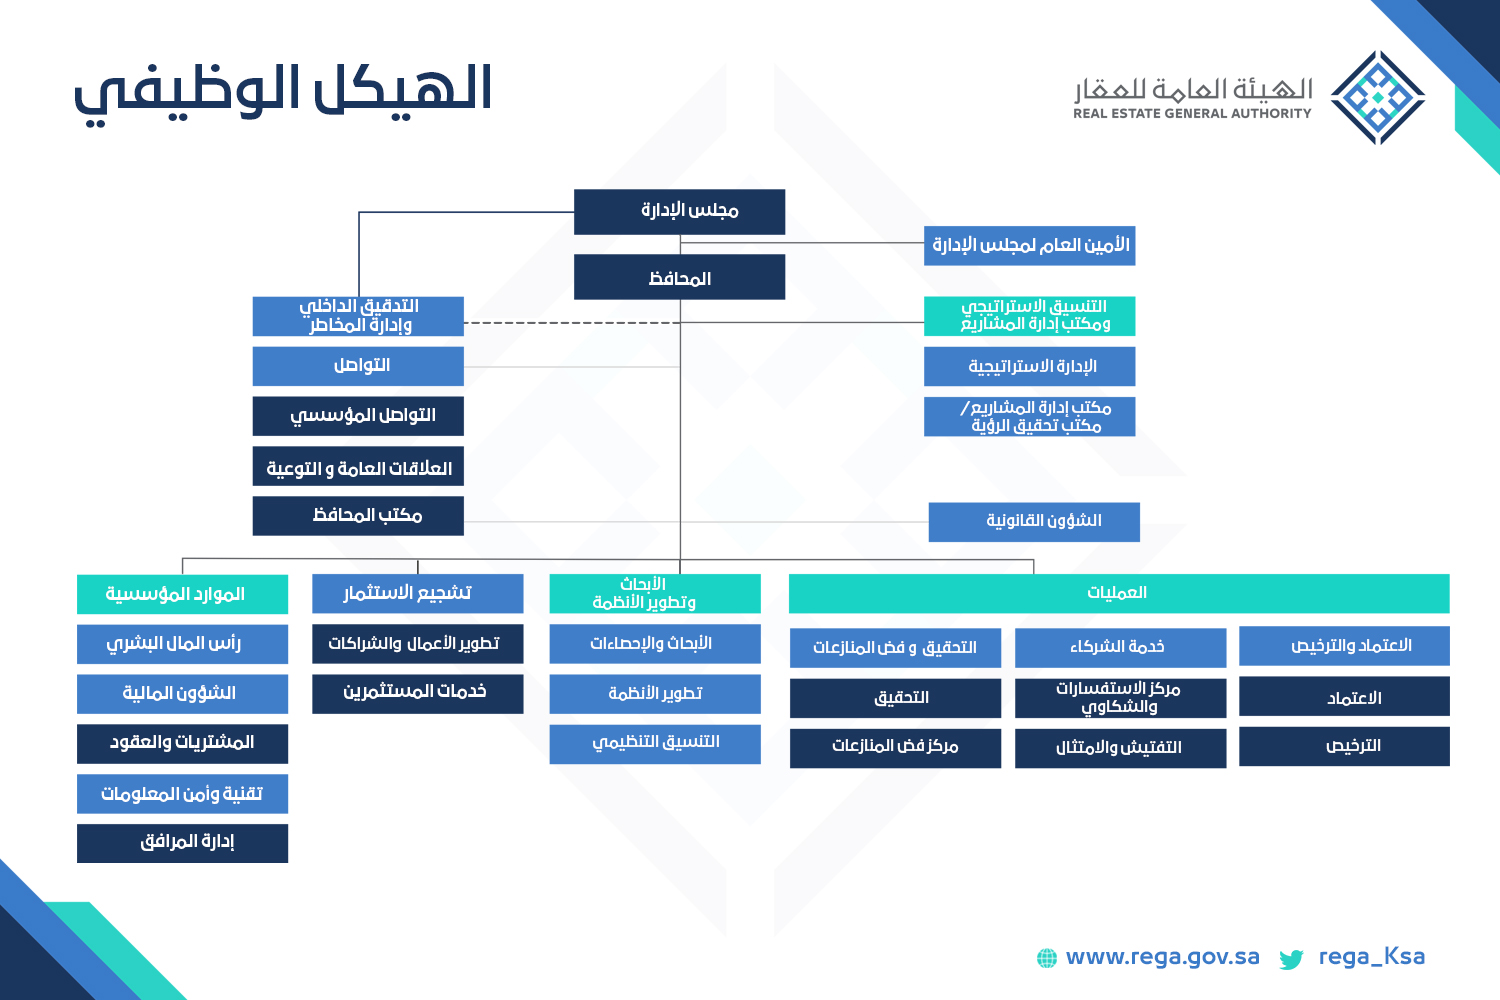 الهيكل الوظيفي
الهيئة العامة للعقار
REAL ESTATE GENERAL AUTHORITY
مجلس الإدارة
الأمين العام لمجلس الإدارة
المحافظ
التنسيق الاستراتيجي
ومكتب إدارة المشاريع
التدقيق الداخلي
وإدارة المخاطر
الإدارة الاستراتيجية
التواصل
مكتب إدارة المشاريع/
مكتب تحقيق الرؤية
التواصل المؤسسي
العلاقات العامة و التوعية
الشؤون القانونية
مكتب المحافظ
العمليات
الاعتماد والترخيص
الاعتماد
الترخيص
خدمة الشركاء
مركز الاستفسارات
والشكاوي
التفتيش والامتثال
التحقيق و فض المنازعات
التحقيق
مركز فض المنازعات
الأبحاث
وتطوير الأنظمة
الأبحاث والإحصاءات
تطوير الأنظمة
التنسيق التنظيمي
تشجيع الاستثمار
تطوير الأعمال والشراكات
خدمات المستثمرين
الموارد المؤسسية
رأس المال البشري
الشؤون المالية
المشتريات والعقود
تقنية وأمن المعلومات
إدارة المرافق
www.rega.gov.sa
rega_Ksa